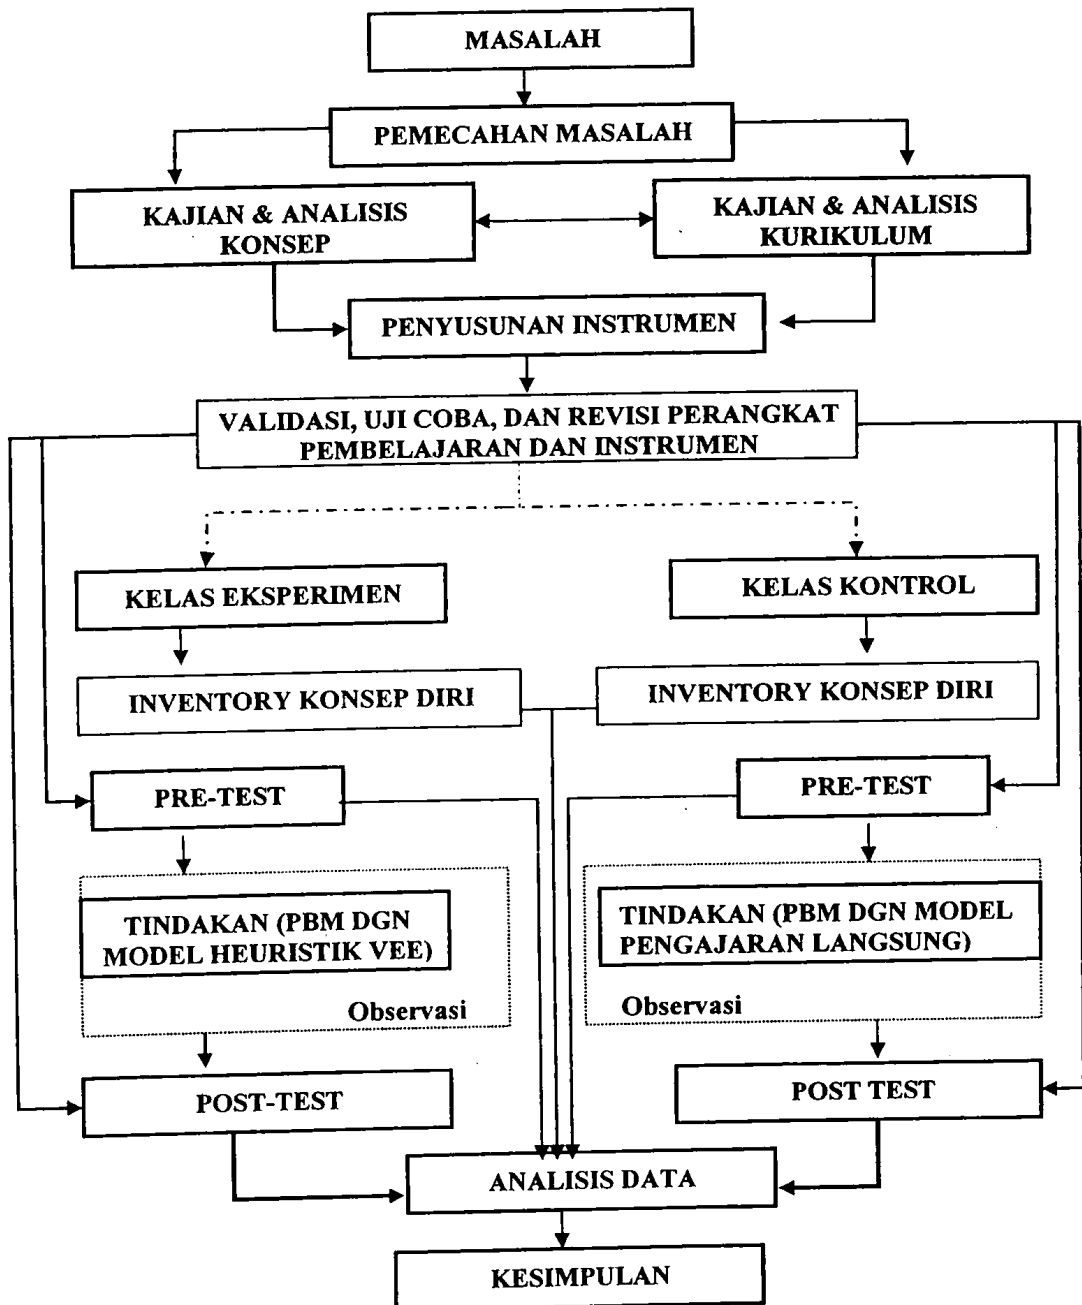 MASALAH
PEMECAHAN MASALAH
KAJIAN & ANALISIS
KONSEP
KAJIAN & ANALISIS
KURIKULUM
PENYUSUNAN INSTRUMEN
VALIDASI, UJI COBA, DAN REVISI PERANGKAT
PEMBELAJARAN DAN INSTRUMEN
KELAS EKSPERIMEN
KELAS KONTROL
INVENTORY KONSEP DIRI
INVENTORY KONSEP DIRI
PRE-TEST
PRE-TEST
TINDAKAN (PBM DGN
MODEL HEURISTIK VEE)
Observasi
TINDAKAN (PBM DGN MODEL
PENGAJARAN LANGSUNG)
Observasi
POST-TEST
POST TEST
ANALISIS DATA
KESIMPULAN